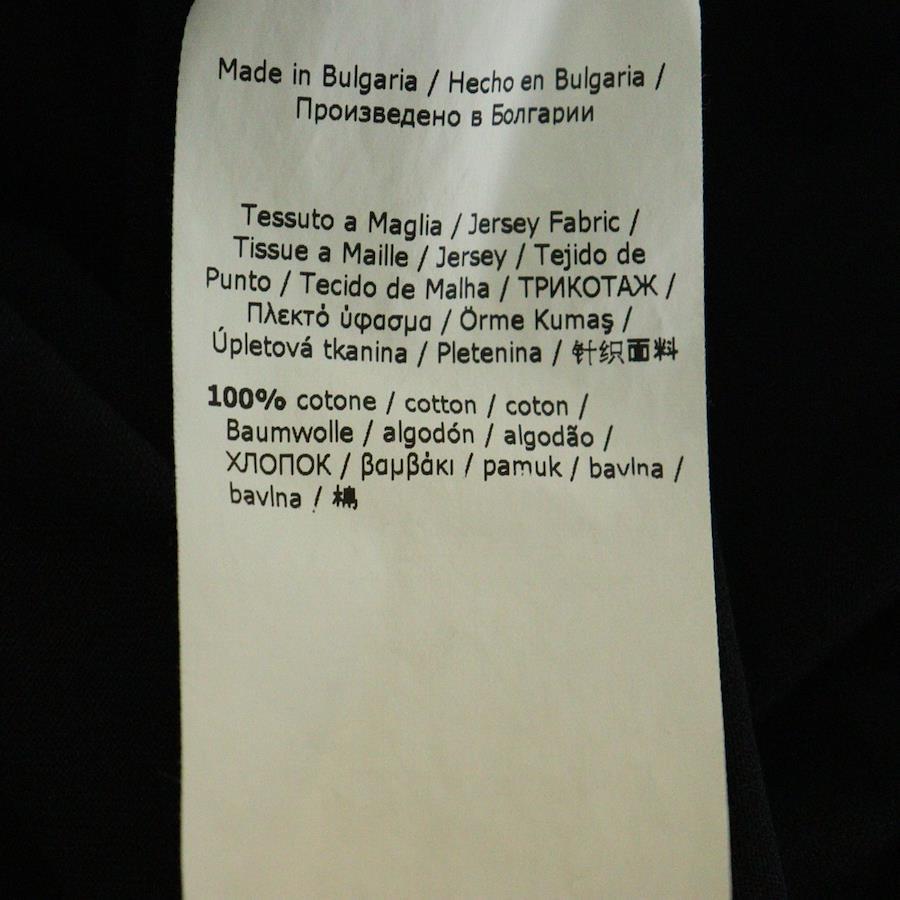 Made in Bulgaria / Hecho en Bulgaria /
Произведено в Болгарии
Tessuto a Maglia / Jersey Fabric /
Tissue a Maille / Jersey / Tejido de
Punto / Tecido de Malha / ТРИКОТАЖ /
Πλεκτό ύφασμα / Örme Kumaş /
Úpletová tkanina / Pletenina / 针织面料
100% cotone / cotton / coton /
Baumwolle / algodón / algodão /
ХЛОПОК / βαμβάκι / pamuk / bavlna /
bavlna /